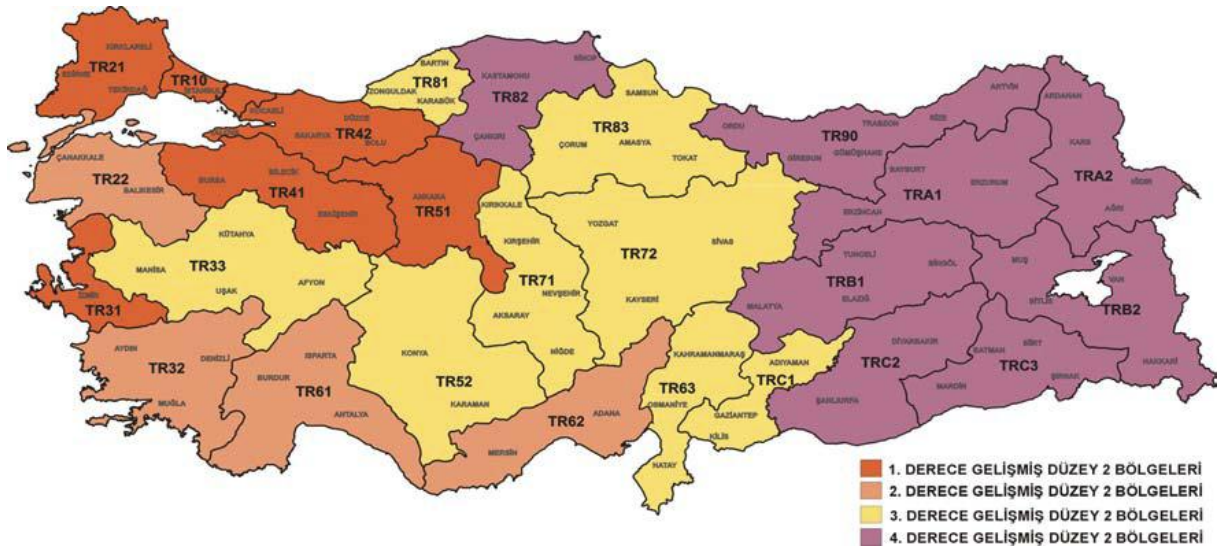 KIRKLARELİ
TR21
EDİRNE
TEKİRDAĞ
TR10
İSTANBUL
KOCAELİ
DÜZCE
SAKARYA
TR42
BOLU
BARTIN
TR81
ZONGULDAK
KARABÜK
KASTAMONU
SİNOP
TR82
ÇANKIRI
SAMSUN
TR83
ÇORUM
AMASYA
TOKAT
ORDU
TR90
TRABZON
RİZE
ARTVİN
GİRESUN
GÜMÜŞHANE
ARDAHAN
KARS
TRA2
IĞDIR
AĞRI
BAYBURT
TRA1
ERZURUM
ERZİNCAN
ÇANAKKALE
TR22
BALIKESİR
BURSA
BİLECİK
TR41
ESKİŞEHİR
ANKARA
TR51
KIRIKKALE
KIRŞEHİR
TR71
NEVŞEHİR
AKSARAY
NİĞDE
YOZGAT
TR72
SİVAS
KAYSERİ
TUNCELİ
BİNGÖL
TRB1
MALATYA
ELAZIĞ
MUŞ
BİTLİS
VAN
TRB2
HAKKARİ
KÜTAHYA
MANİSA
TR33
UŞAK
AFYON
İZMİR
TR31
AYDIN
TR32
DENİZLİ
MUĞLA
ISPARTA
BURDUR
TR61
ANTALYA
KONYA
TR52
KARAMAN
MERSİN
TR62
ADANA
KAHRAMANMARAŞ
TR63
OSMANİYE
HATAY
ADIYAMAN
TRC1
GAZİANTEP
KİLİS
DİYARBAKIR
TRC2
ŞANLIURFA
BATMAN
SİİRT
TRC3
MARDİN
ŞIRNAK
1. DERECE GELİŞMİŞ DÜZEY 2 BÖLGELERİ
2. DERECE GELİŞMİŞ DÜZEY 2 BÖLGELERİ
3. DERECE GELİŞMİŞ DÜZEY 2 BÖLGELERİ
4. DERECE GELİŞMİŞ DÜZEY 2 BÖLGELERİ